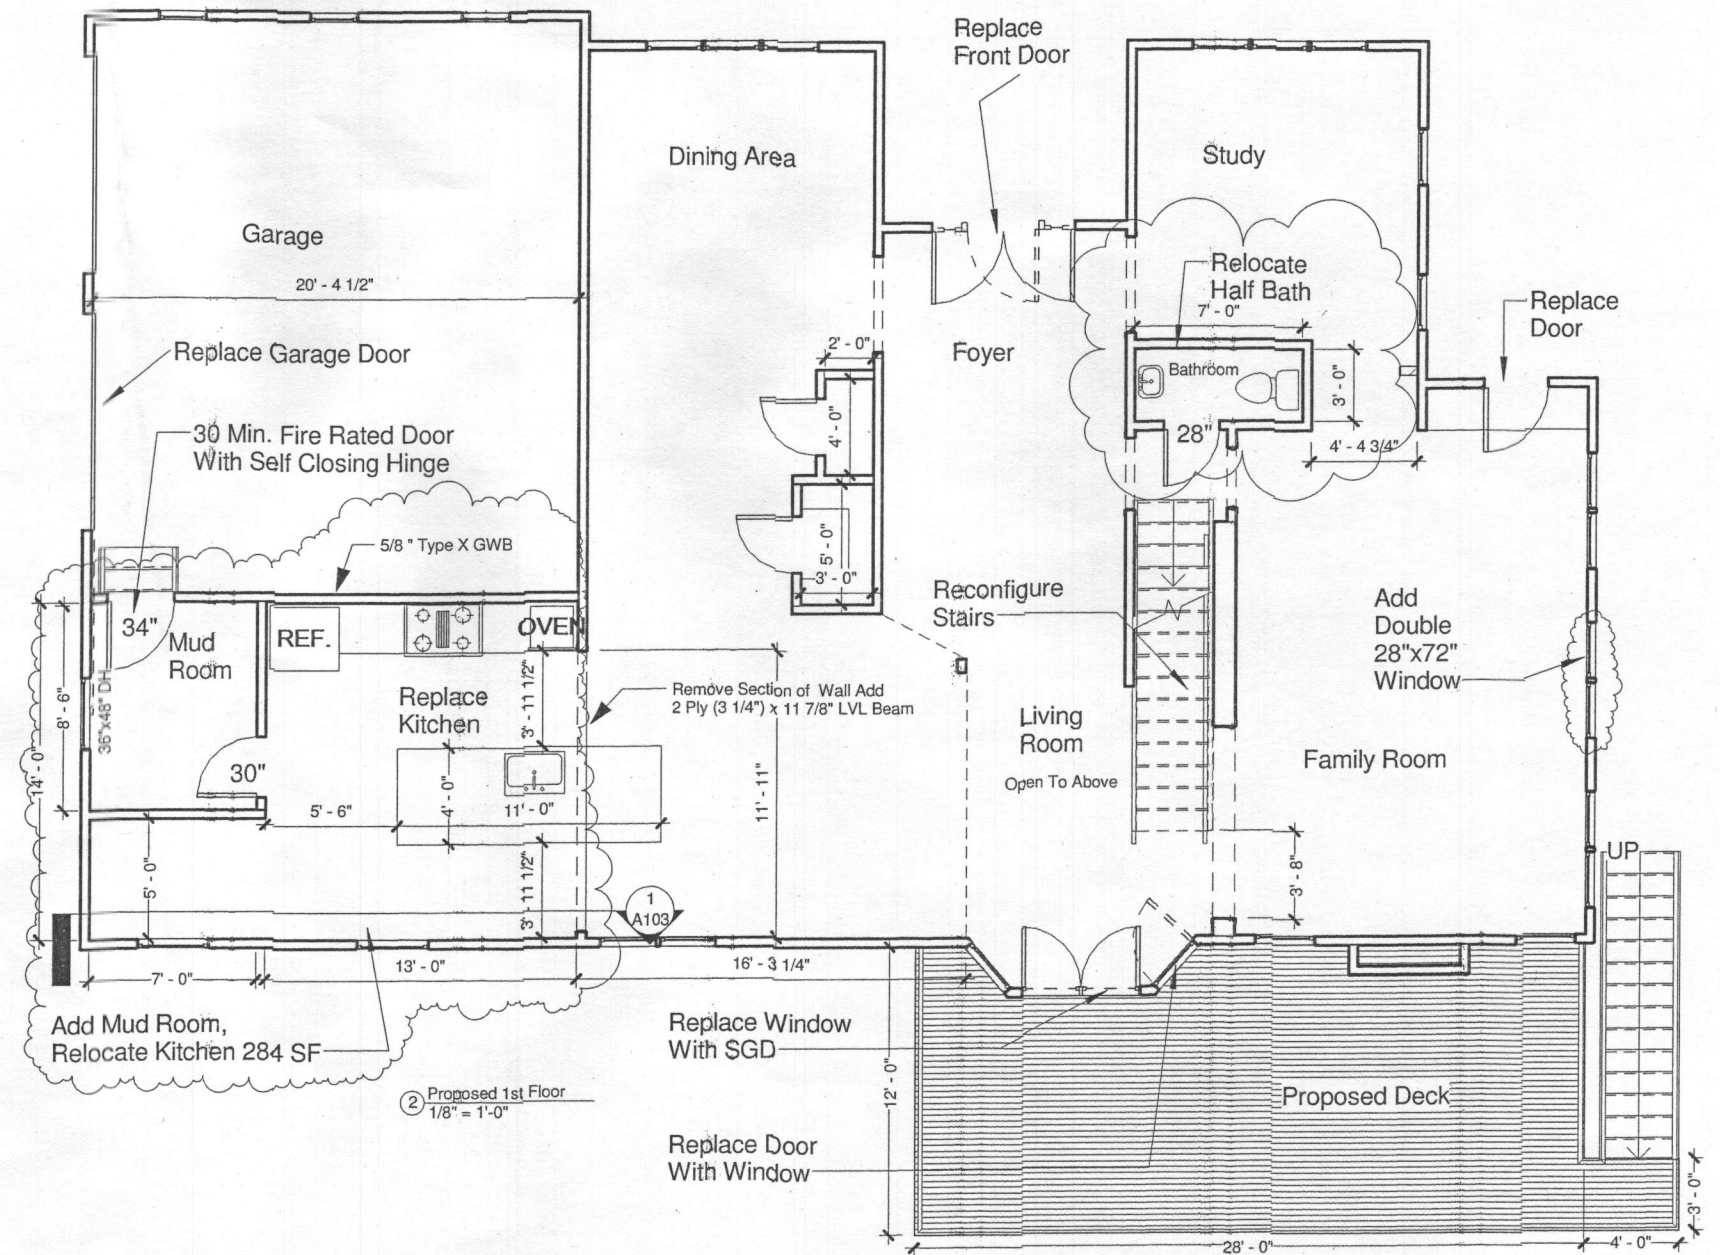 Replace
Front Door
Dining Area
Study
Garage
20' - 4 1/2"
Relocate
Half Bath
7' - 0"
Replace
Door
Replace Garage Door
2' - 0"
Foyer
Bathroom
3' - 0"
4' - 0"
28"
4' - 4 3/4"
30 Min. Fire Rated Door
With Self Closing Hinge
5/8 " Type X GWB
5' - 0"
3' - 0"
Reconfigure
Stairs
Add
Double
28"x72"
Window
34"
Mud
Room
REF.
OVEN
8' - 6"
36"x48" DH
14' - 0"
Replace
Kitchen
3' - 11 1/2"
Remove Section of Wall Add
2 Ply (3 1/4") x 11 7/8" LVL Beam
Living
Room
Open To Above
Family Room
30"
5' - 6"
4' - 0"
11' - 0"
11' - 11"
UP
5' - 0"
3' - 11 1/2"
3' - 8"
1
A103
7' - 0"
13' - 0"
16' - 3 1/4"
Add Mud Room,
Relocate Kitchen 284 SF
Replace Window
With SGD
12' - 0"
Proposed Deck
2
Proposed 1st Floor
1/8" = 1'-0"
Replace Door
With Window
3' - 0"
28' - 0"
4' - 0"